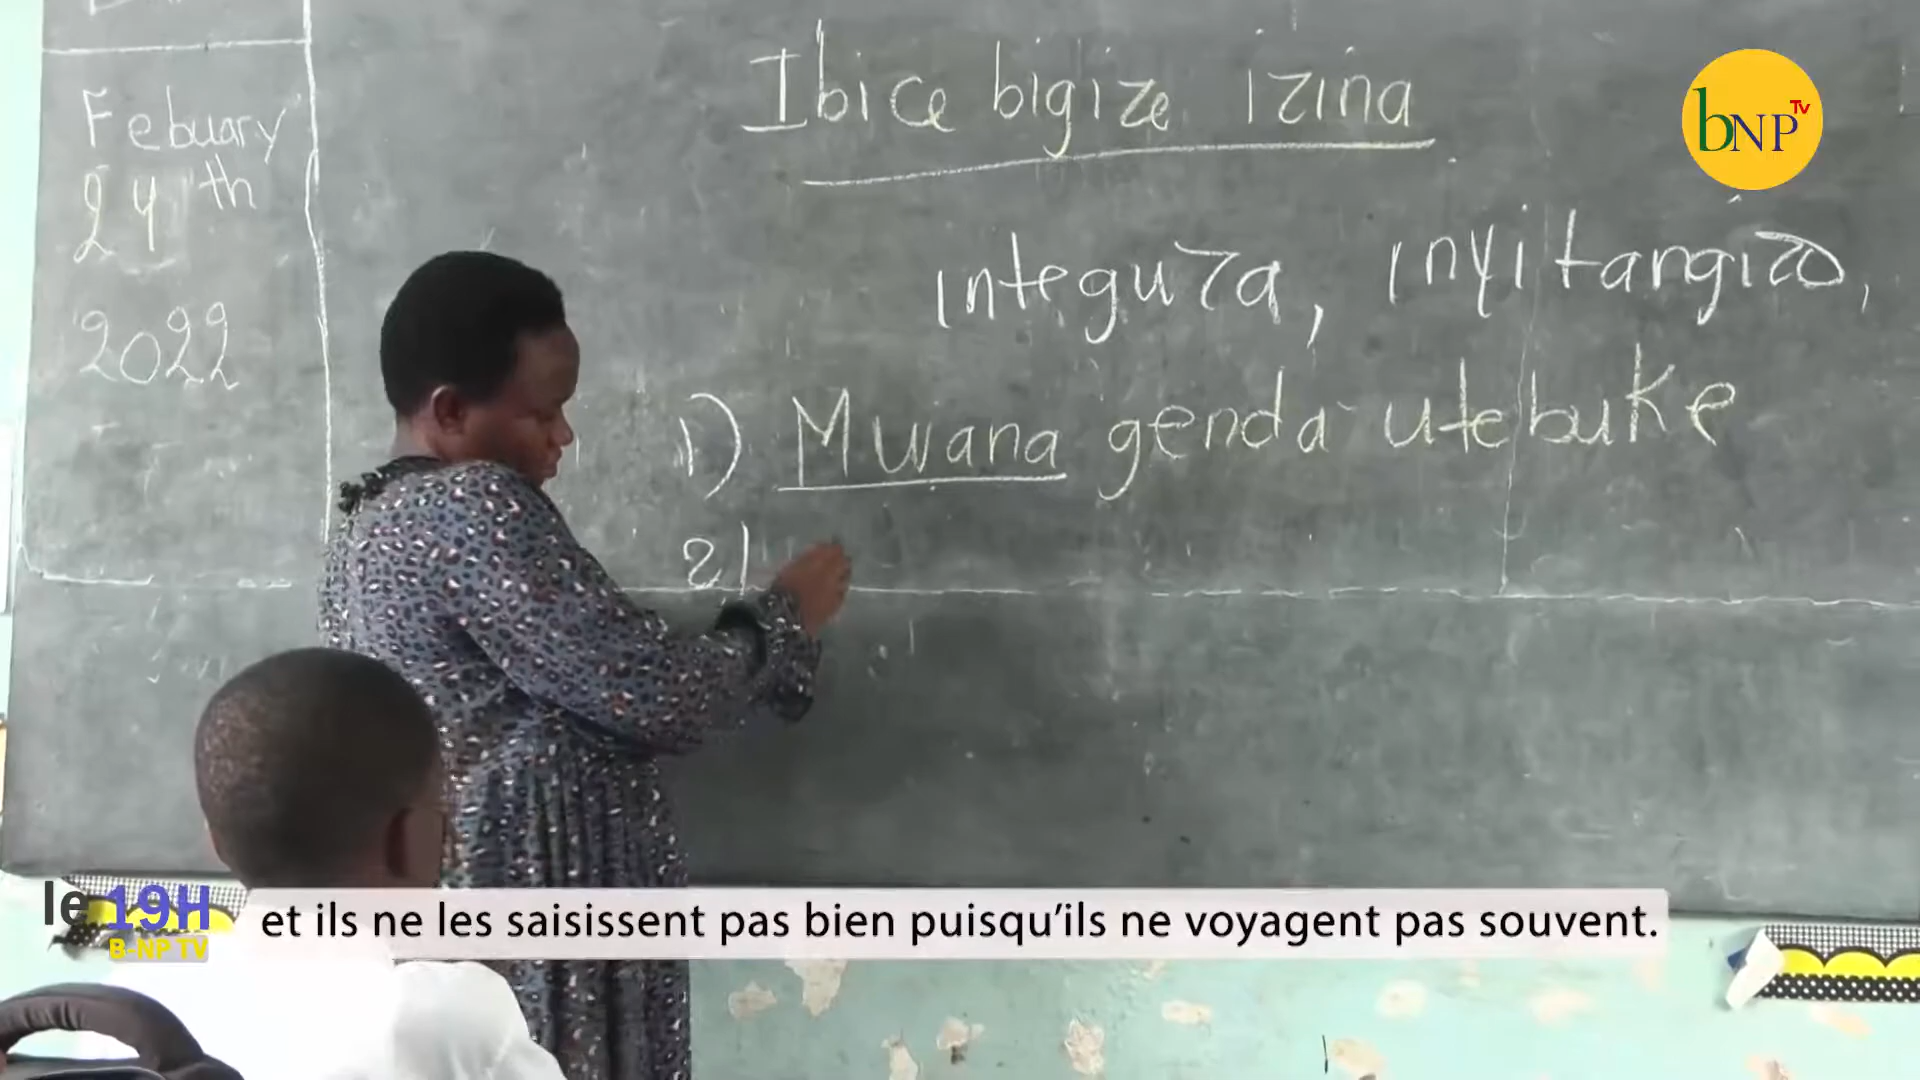 Febuary
24th
2022
Ibice bigize izina
integuza, inyitangizo,
1) Mwana genda utebuke
2)
bNP TV
le 19H
B-NP TV
et ils ne les saisissent pas bien puisqu'ils ne voyagent pas souvent.